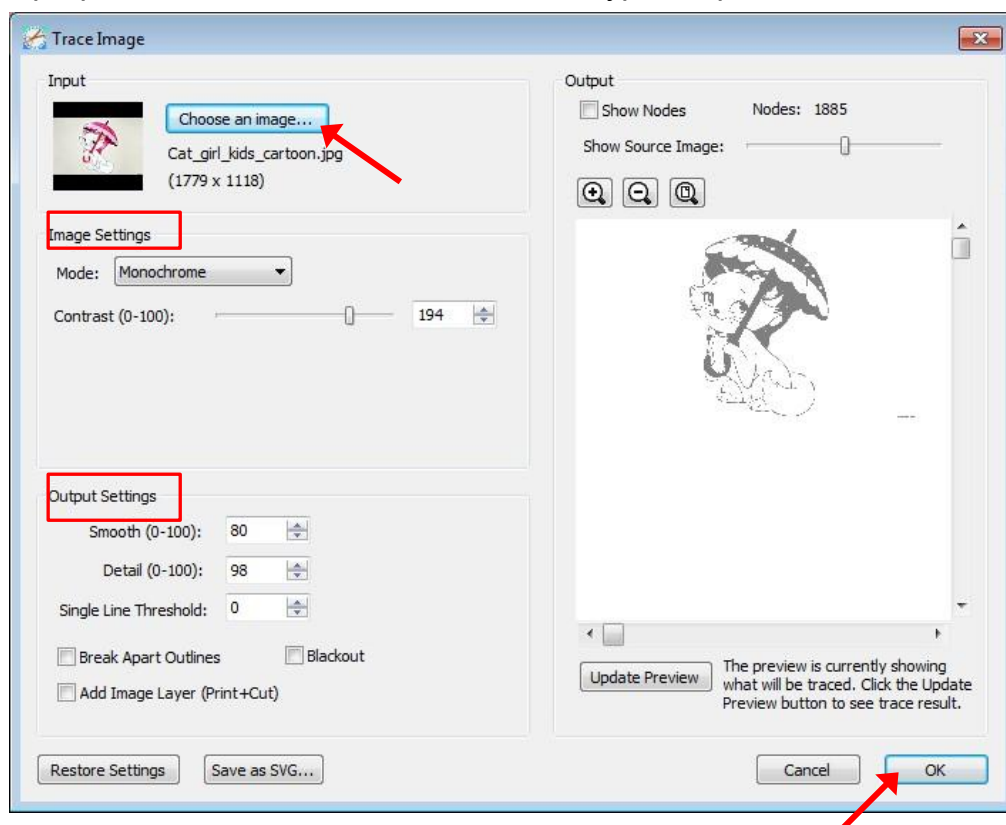 Trace Image
Input
Choose an image...
Cat_girl_kids_cartoon.jpg
(1779 x 1118)
Image Settings
Mode: Monochrome
Contrast (0-100): 194
Output Settings
Smooth (0-100): 80
Detail (0-100): 98
Single Line Threshold: 0
Break Apart Outlines Blackout
Add Image Layer (Print+Cut)
Restore Settings Save as SVG...
Output
Show Nodes Nodes: 1885
Show Source Image:
Update Preview
The preview is currently showing
what will be traced. Click the Update
Preview button to see trace result.
Cancel OK